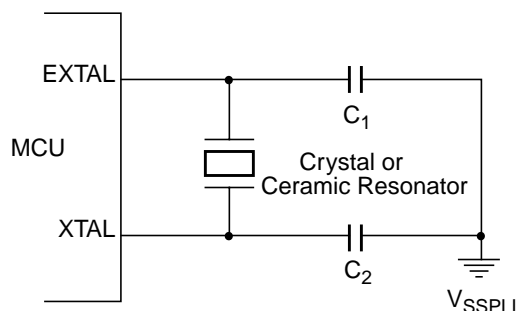 EXTAL
C1
MCU
Crystal or
Ceramic Resonator
XTAL
C2
VSSPLL